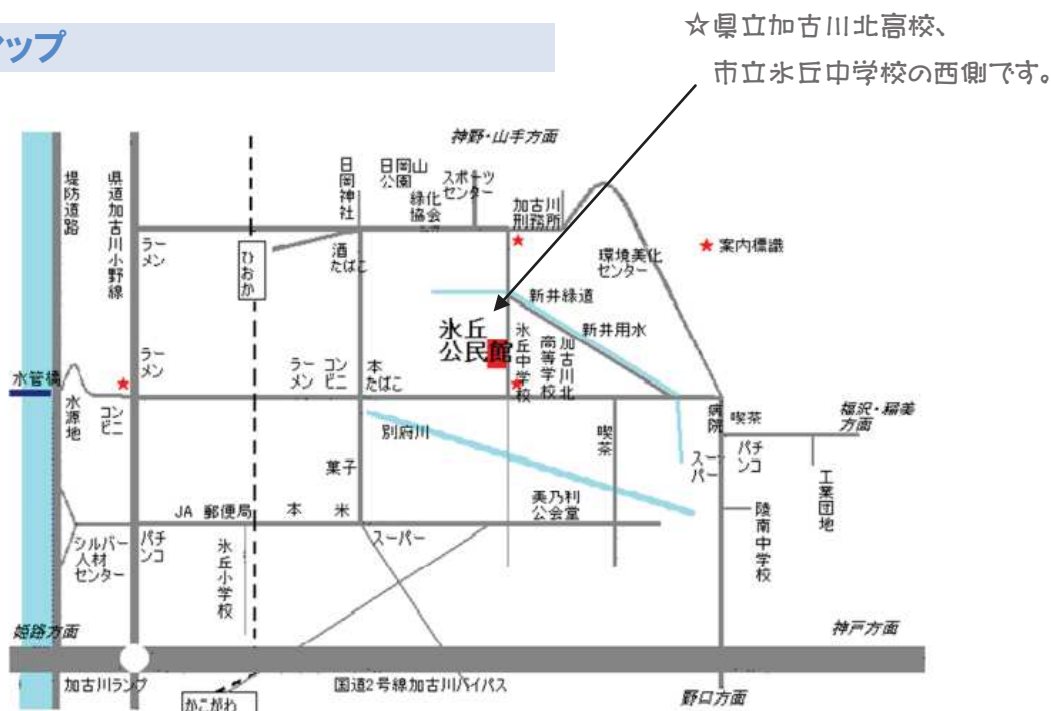 マップ
☆県立加古川北高校、
市立氷丘中学校の西側です。
神野・山手方面
堤防道路
県道加古川小野線
日岡神社
日岡山
公園
緑化
協会
スポーツ
センター
加古川
刑務所
ラー
メン
ひおか
酒
たばこ
環境美化
センター
★ 案内標識
新井緑道
新井用水
氷丘
公民館
氷丘中学校
加古川北
高等学校
ラー
メン
ラー
メン
コン
ビニ
本
たばこ
水管橋
水源地
コン
ビニ
別府川
喫茶
病院
喫茶
福沢・稲美
方面
スー
パー
パチ
ンコ
工業団地
菓子
美乃利
公会堂
陵南中学校
JA 郵便局 本 米
シルバー
人材
センター
パチ
ンコ
氷丘小学校
スーパー
姫路方面
神戸方面
加古川ランプ
国道2号線加古川バイパス
かこがわ
野口方面